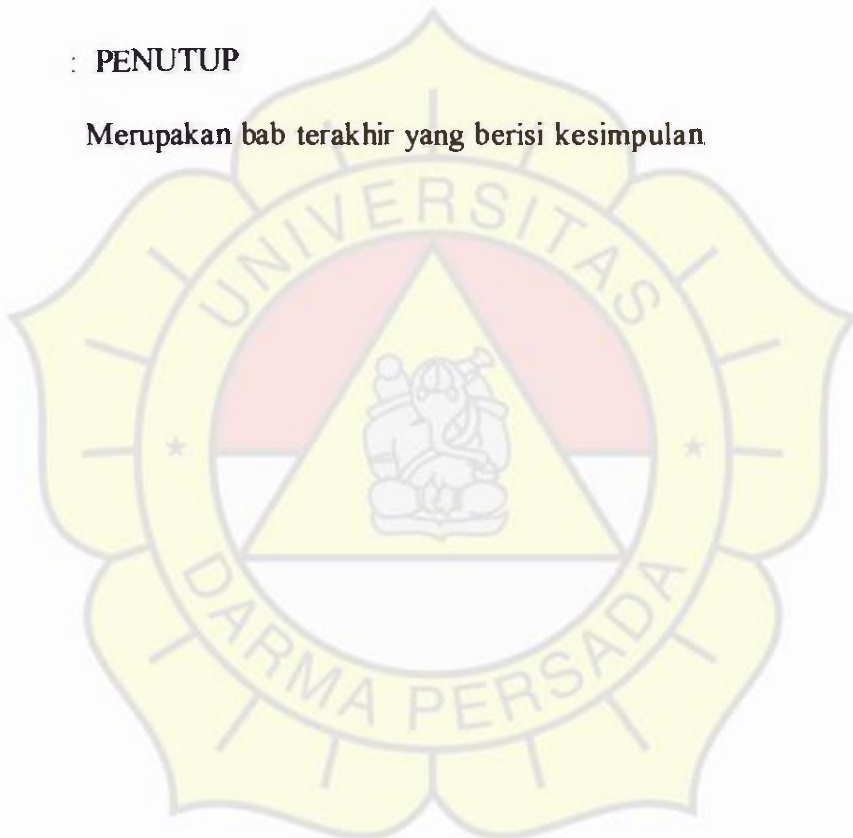 : PENUTUP
Merupakan bab terakhir yang berisi kesimpulan
UNIVERSITAS
DARMA PERSADA